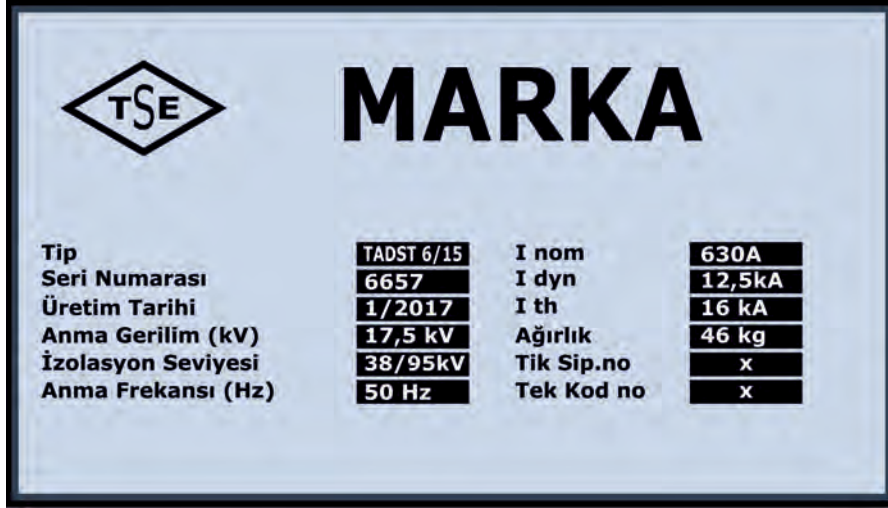 TSE
MARKA
Tip TADST 6/15 I nom 630A
Seri Numarası 6657 I dyn 12,5kA
Üretim Tarihi 1/2017 I th 16 kA
Anma Gerilim (kV) 17,5 kV Ağırlık 46 kg
İzolasyon Seviyesi 38/95kV Tik Sip.no x
Anma Frekansı (Hz) 50 Hz Tek Kod no x